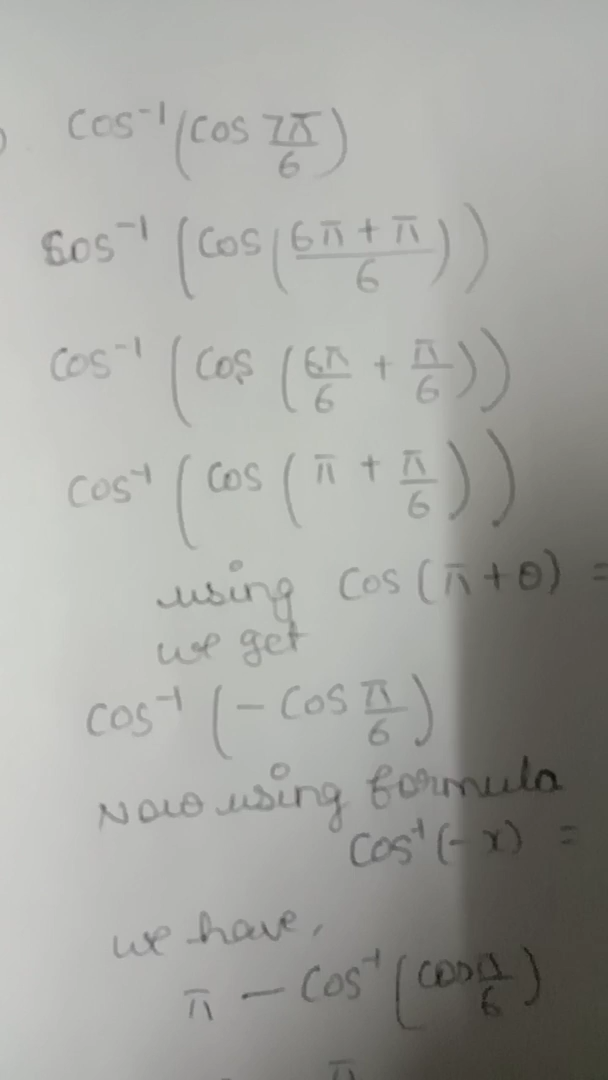 cos⁻¹(cos 7π/6)
cos⁻¹(cos((6π + π)/6))
cos⁻¹(cos(6π/6 + π/6))
cos⁻¹(cos(π + π/6))
using cos(π + θ) =
we get
cos⁻¹(- cos π/6)
Now using formula
cos⁻¹(- x) =
we have,
π - cos⁻¹(cos π/6)
π